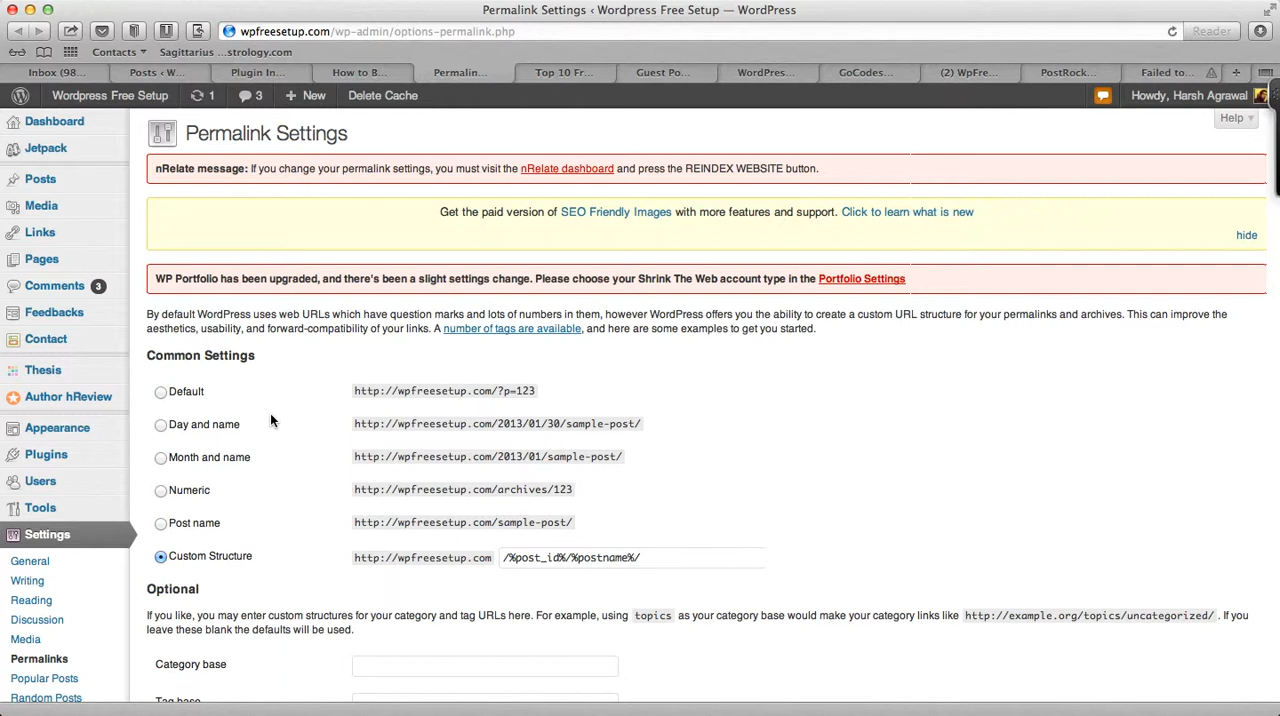 Permalink Settings ‹ Wordpress Free Setup — WordPress
wpfreesetup.com/wp-admin/options-permalink.php
Reader
Contacts
Sagittarius ...strology.com
Inbox (98...
Posts ‹ W...
Plugin In...
How to B...
Permalin...
Top 10 Fr...
Guest Po...
WordPres...
GoCodes...
(2) WpFre...
PostRock...
Failed to...
Wordpress Free Setup
1
3
+ New
Delete Cache
Howdy, Harsh Agrawal
Help
Dashboard
Jetpack
Posts
Media
Links
Pages
Comments 3
Feedbacks
Contact
Thesis
Author hReview
Appearance
Plugins
Users
Tools
Settings
General
Writing
Reading
Discussion
Media
Permalinks
Popular Posts
Random Posts
Permalink Settings
nRelate message: If you change your permalink settings, you must visit the nRelate dashboard and press the REINDEX WEBSITE button.
Get the paid version of SEO Friendly Images with more features and support. Click to learn what is new
hide
WP Portfolio has been upgraded, and there's been a slight settings change. Please choose your Shrink The Web account type in the Portfolio Settings
By default WordPress uses web URLs which have question marks and lots of numbers in them, however WordPress offers you the ability to create a custom URL structure for your permalinks and archives. This can improve the
aesthetics, usability, and forward-compatibility of your links. A number of tags are available, and here are some examples to get you started.
Common Settings
Default http://wpfreesetup.com/?p=123
Day and name http://wpfreesetup.com/2013/01/30/sample-post/
Month and name http://wpfreesetup.com/2013/01/sample-post/
Numeric http://wpfreesetup.com/archives/123
Post name http://wpfreesetup.com/sample-post/
Custom Structure http://wpfreesetup.com /%post_id%/%postname%/
Optional
If you like, you may enter custom structures for your category and tag URLs here. For example, using topics as your category base would make your category links like http://example.org/topics/uncategorized/ . If you
leave these blank the defaults will be used.
Category base
Tag base